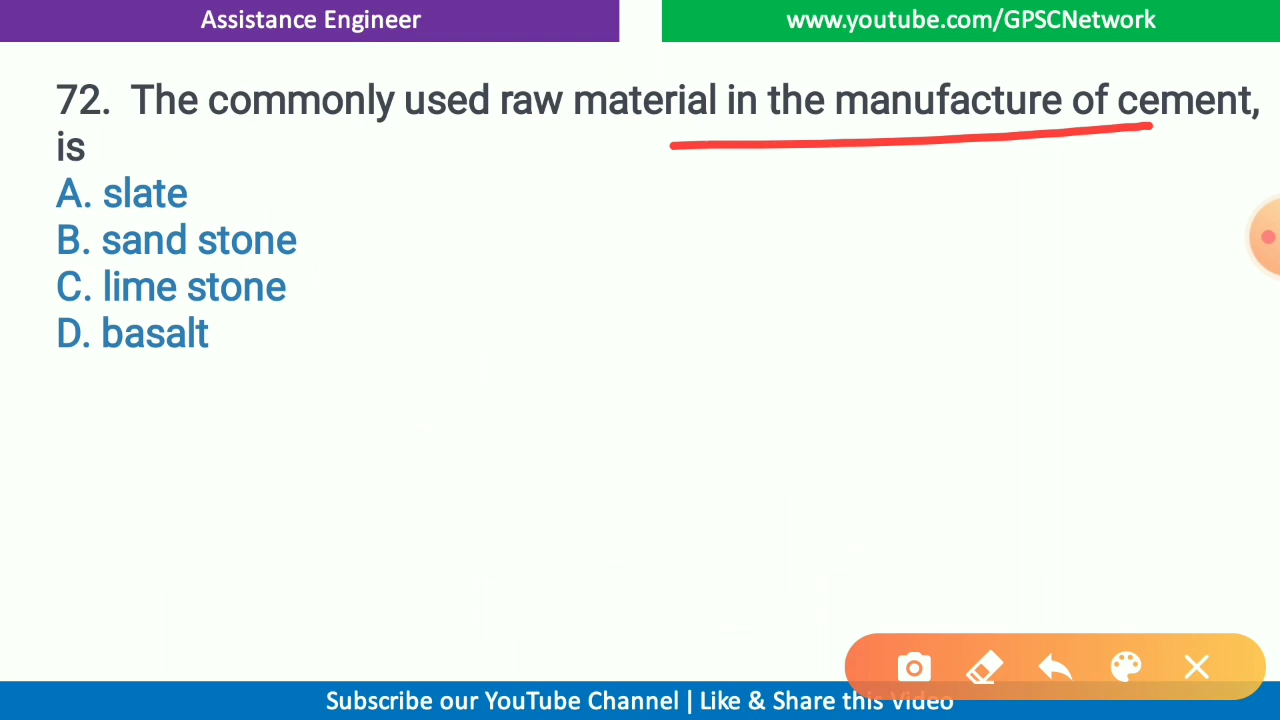 Assistance Engineer
www.youtube.com/GPSCNetwork
72. The commonly used raw material in the manufacture of cement,
is
A. slate
B. sand stone
C. lime stone
D. basalt
Subscribe our YouTube Channel | Like & Share this Video